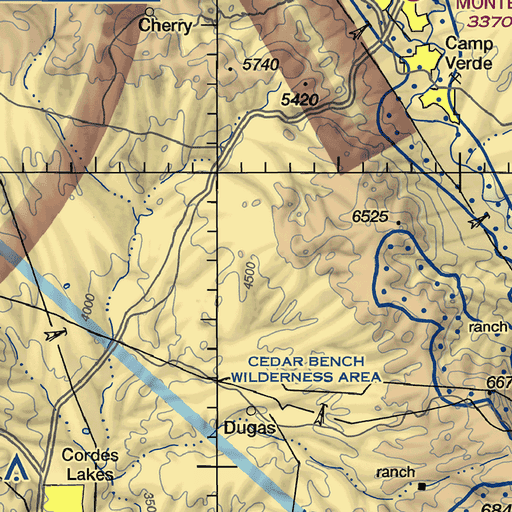 MONTE
3370
Cherry
Camp
Verde
5740
5420
6525
4500
4000
ranch
CEDAR BENCH
WILDERNESS AREA
667
Dugas
Cordes
Lakes
ranch
350
684